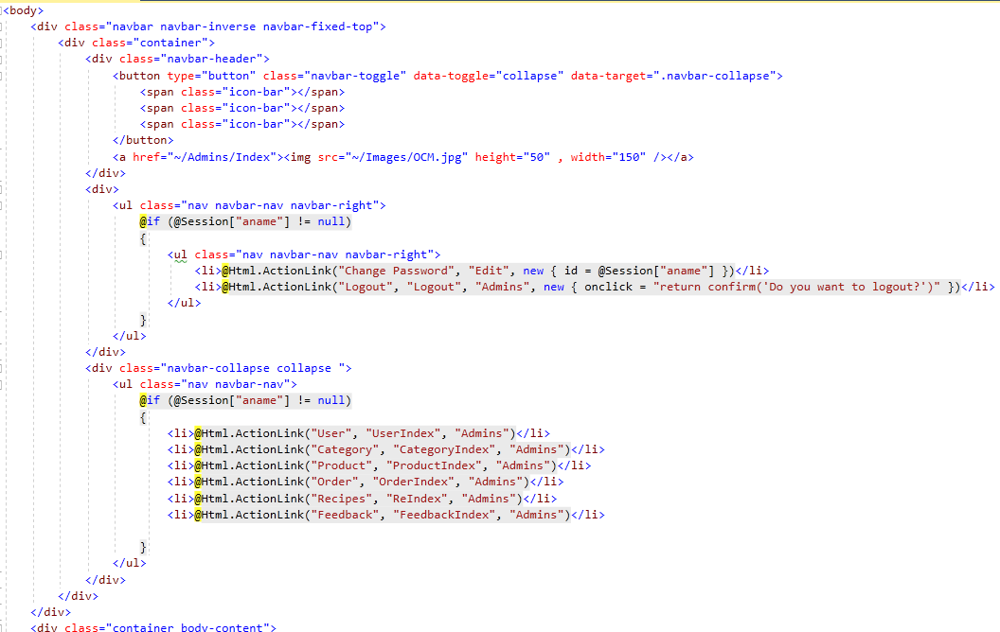 <body>
<div class="navbar navbar-inverse navbar-fixed-top">
<div class="container">
<div class="navbar-header">
<button type="button" class="navbar-toggle" data-toggle="collapse" data-target=".navbar-collapse">
<span class="icon-bar"></span>
<span class="icon-bar"></span>
<span class="icon-bar"></span>
</button>
<a href="~/Admins/Index"><img src="~/Images/OCM.jpg" height="50" , width="150" /></a>
</div>
<div>
<ul class="nav navbar-nav navbar-right">
@if (@Session["aname"] != null)
{
<ul class="nav navbar-nav navbar-right">
<li>@Html.ActionLink("Change Password", "Edit", new { id = @Session["aname"] })</li>
<li>@Html.ActionLink("Logout", "Logout", "Admins", new { onclick = "return confirm('Do you want to logout?')" })</li>
</ul>
}
</ul>
</div>
<div class="navbar-collapse collapse ">
<ul class="nav navbar-nav">
@if (@Session["aname"] != null)
{
<li>@Html.ActionLink("User", "UserIndex", "Admins")</li>
<li>@Html.ActionLink("Category", "CategoryIndex", "Admins")</li>
<li>@Html.ActionLink("Product", "ProductIndex", "Admins")</li>
<li>@Html.ActionLink("Order", "OrderIndex", "Admins")</li>
<li>@Html.ActionLink("Recipes", "ReIndex", "Admins")</li>
<li>@Html.ActionLink("Feedback", "FeedbackIndex", "Admins")</li>
}
</ul>
</div>
</div>
</div>
<div class="container body-content">